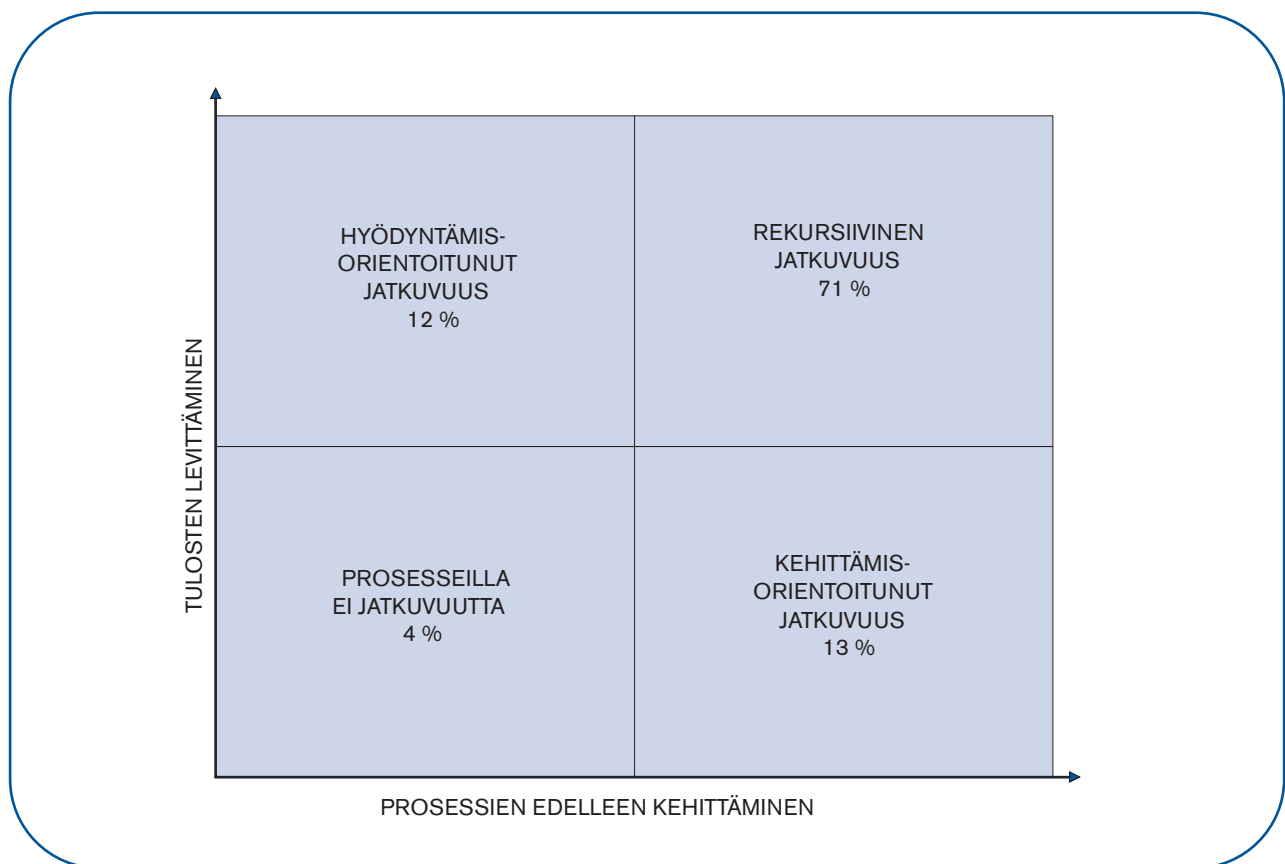 HYÖDYNTÄMIS-
ORIENTOITUNUT
JATKUVUUS
12 %
REKURSIIVINEN
JATKUVUUS
71 %
TULOSTEN LEVITTÄMINEN
PROSESSEILLA
EI JATKUVUUTTA
4 %
KEHITTÄMIS-
ORIENTOITUNUT
JATKUVUUS
13 %
PROSESSIEN EDELLEEN KEHITTÄMINEN